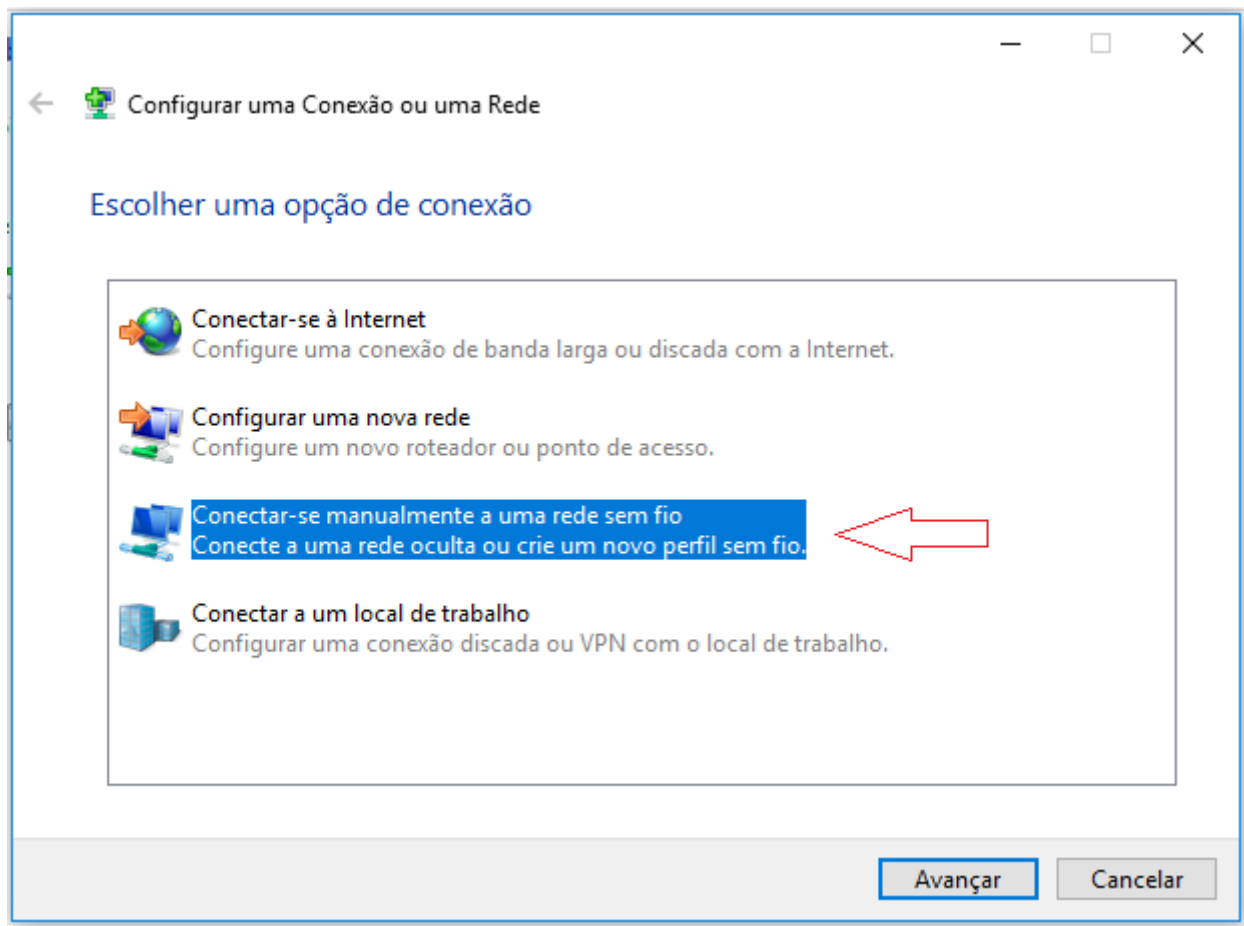 Configurar uma Conexão ou uma Rede
Escolher uma opção de conexão
Conectar-se à Internet
Configure uma conexão de banda larga ou discada com a Internet.
Configurar uma nova rede
Configure um novo roteador ou ponto de acesso.
Conectar-se manualmente a uma rede sem fio
Conecte a uma rede oculta ou crie um novo perfil sem fio.
Conectar a um local de trabalho
Configurar uma conexão discada ou VPN com o local de trabalho.
Avançar
Cancelar